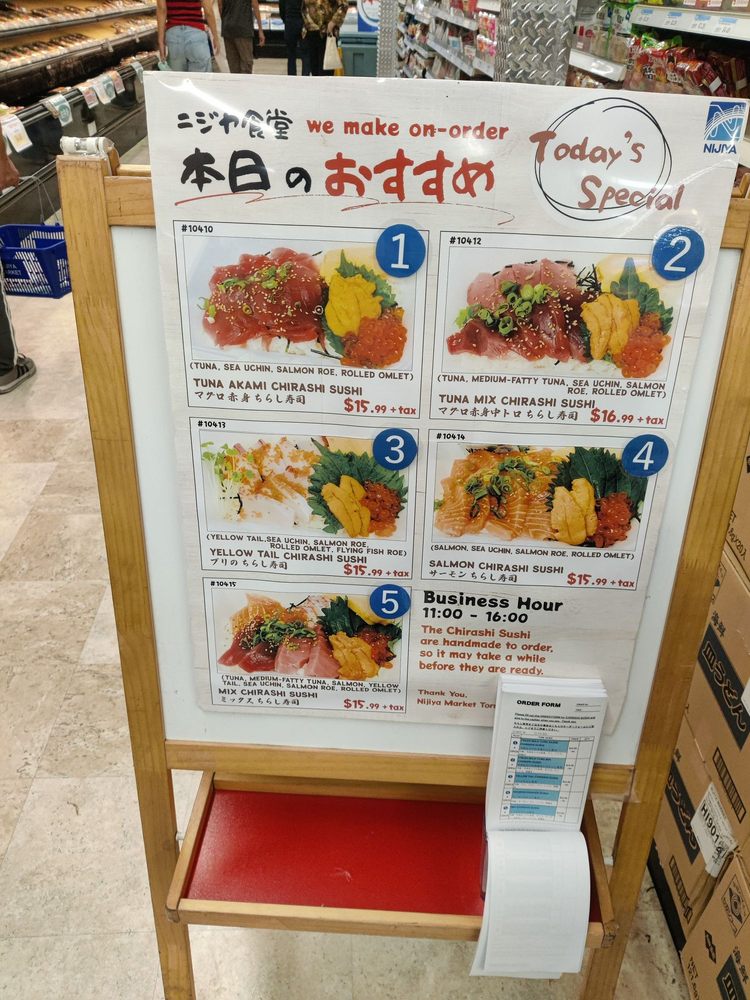 ニジヤ食堂 we make on-order
本日のおすすめ
Today's
Special
NIJIYA
#10410
1
(TUNA, SEA UCHIN, SALMON ROE, ROLLED OMLET)
TUNA AKAMI CHIRASHI SUSHI
マグロ赤身ちらし寿司
$15.99 + tax
#10412
2
(TUNA, MEDIUM-FATTY TUNA, SEA UCHIN, SALMON
ROE, ROLLED OMLET)
TUNA MIX CHIRASHI SUSHI
マグロ赤身中トロちらし寿司
$16.99 + tax
#10413
3
(YELLOW TAIL,SEA UCHIN, SALMON ROE,
ROLLED OMLET, FLYING FISH ROE)
YELLOW TAIL CHIRASHI SUSHI
ブリのちらし寿司
$15.99 + tax
#10414
4
(SALMON, SEA UCHIN, SALMON ROE, ROLLED OMLET)
SALMON CHIRASHI SUSHI
サーモンちらし寿司
$15.99 + tax
#10415
5
(TUNA, MEDIUM-FATTY TUNA, SALMON, YELLOW
TAIL, SEA UCHIN, SALMON ROE, ROLLED OMLET)
MIX CHIRASHI SUSHI
ミックスちらし寿司
$15.99 + tax
Business Hour
11:00 - 16:00
The Chirashi Sushi
are handmade to order,
so it may take a while
before they are ready.
Thank You,
Nijiya Market Torr
ORDER FORM